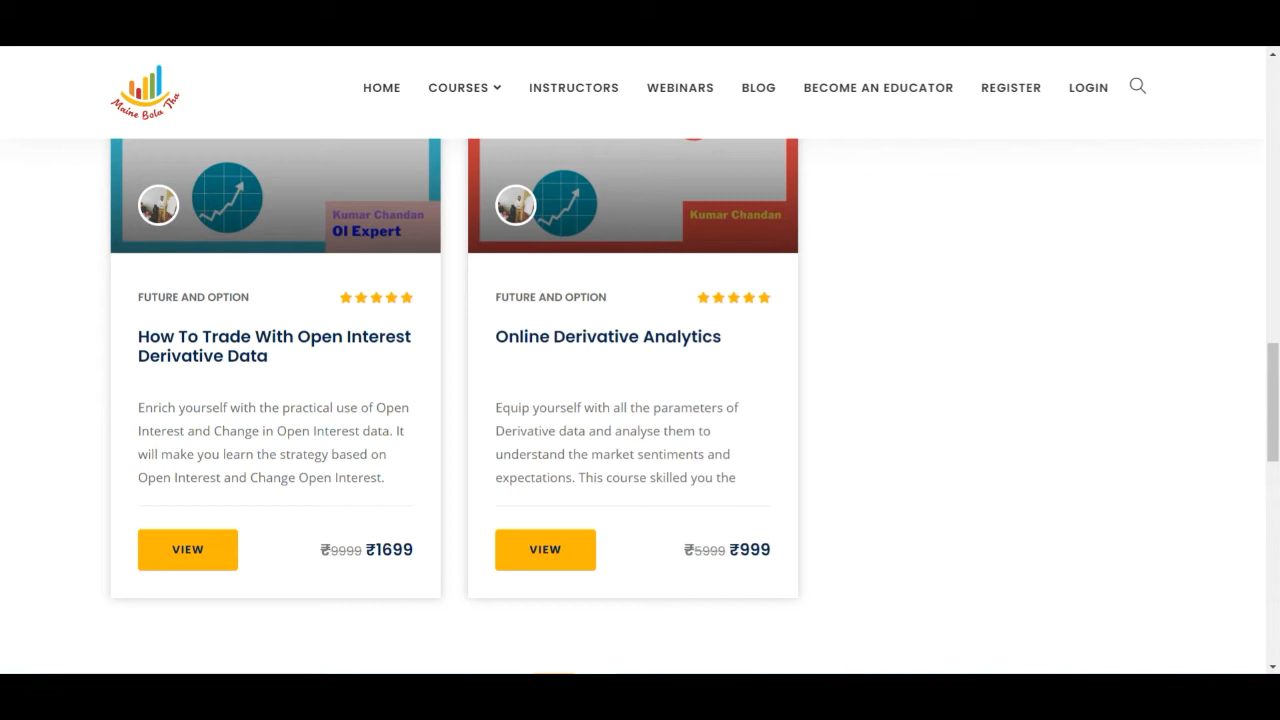 Maine Bola Tha
HOME COURSES INSTRUCTORS WEBINARS BLOG BECOME AN EDUCATOR REGISTER LOGIN
Kumar Chandan
OI Expert
FUTURE AND OPTION
How To Trade With Open Interest
Derivative Data
Enrich yourself with the practical use of Open
Interest and Change in Open Interest data. It
will make you learn the strategy based on
Open Interest and Change Open Interest.
VIEW ₹9999 ₹1699
Kumar Chandan
FUTURE AND OPTION
Online Derivative Analytics
Equip yourself with all the parameters of
Derivative data and analyse them to
understand the market sentiments and
expectations. This course skilled you the
VIEW ₹5999 ₹999